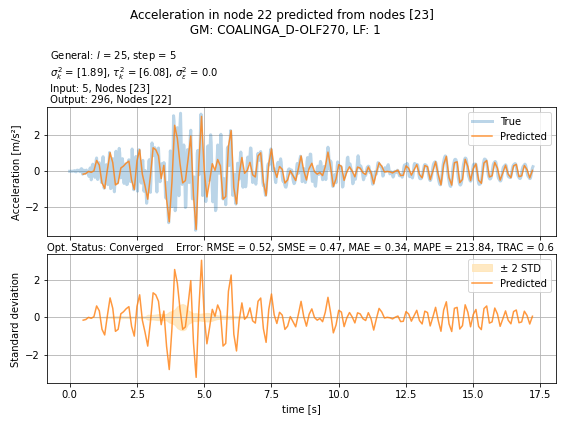 Acceleration in node 22 predicted from nodes [23]
GM: COALINGA_D-OLF270, LF: 1
General: l = 25, step = 5
σ²ₖ = [1.89], τ²ₖ = [6.08], σ²ε = 0.0
Input: 5, Nodes [23]
Output: 296, Nodes [22]
Acceleration [m/s²]
2
0
−2
True
Predicted
Opt. Status: Converged Error: RMSE = 0.52, SMSE = 0.47, MAE = 0.34, MAPE = 213.84, TRAC = 0.6
Standard deviation
2
0
−2
± 2 STD
Predicted
0.0 2.5 5.0 7.5 10.0 12.5 15.0 17.5
time [s]